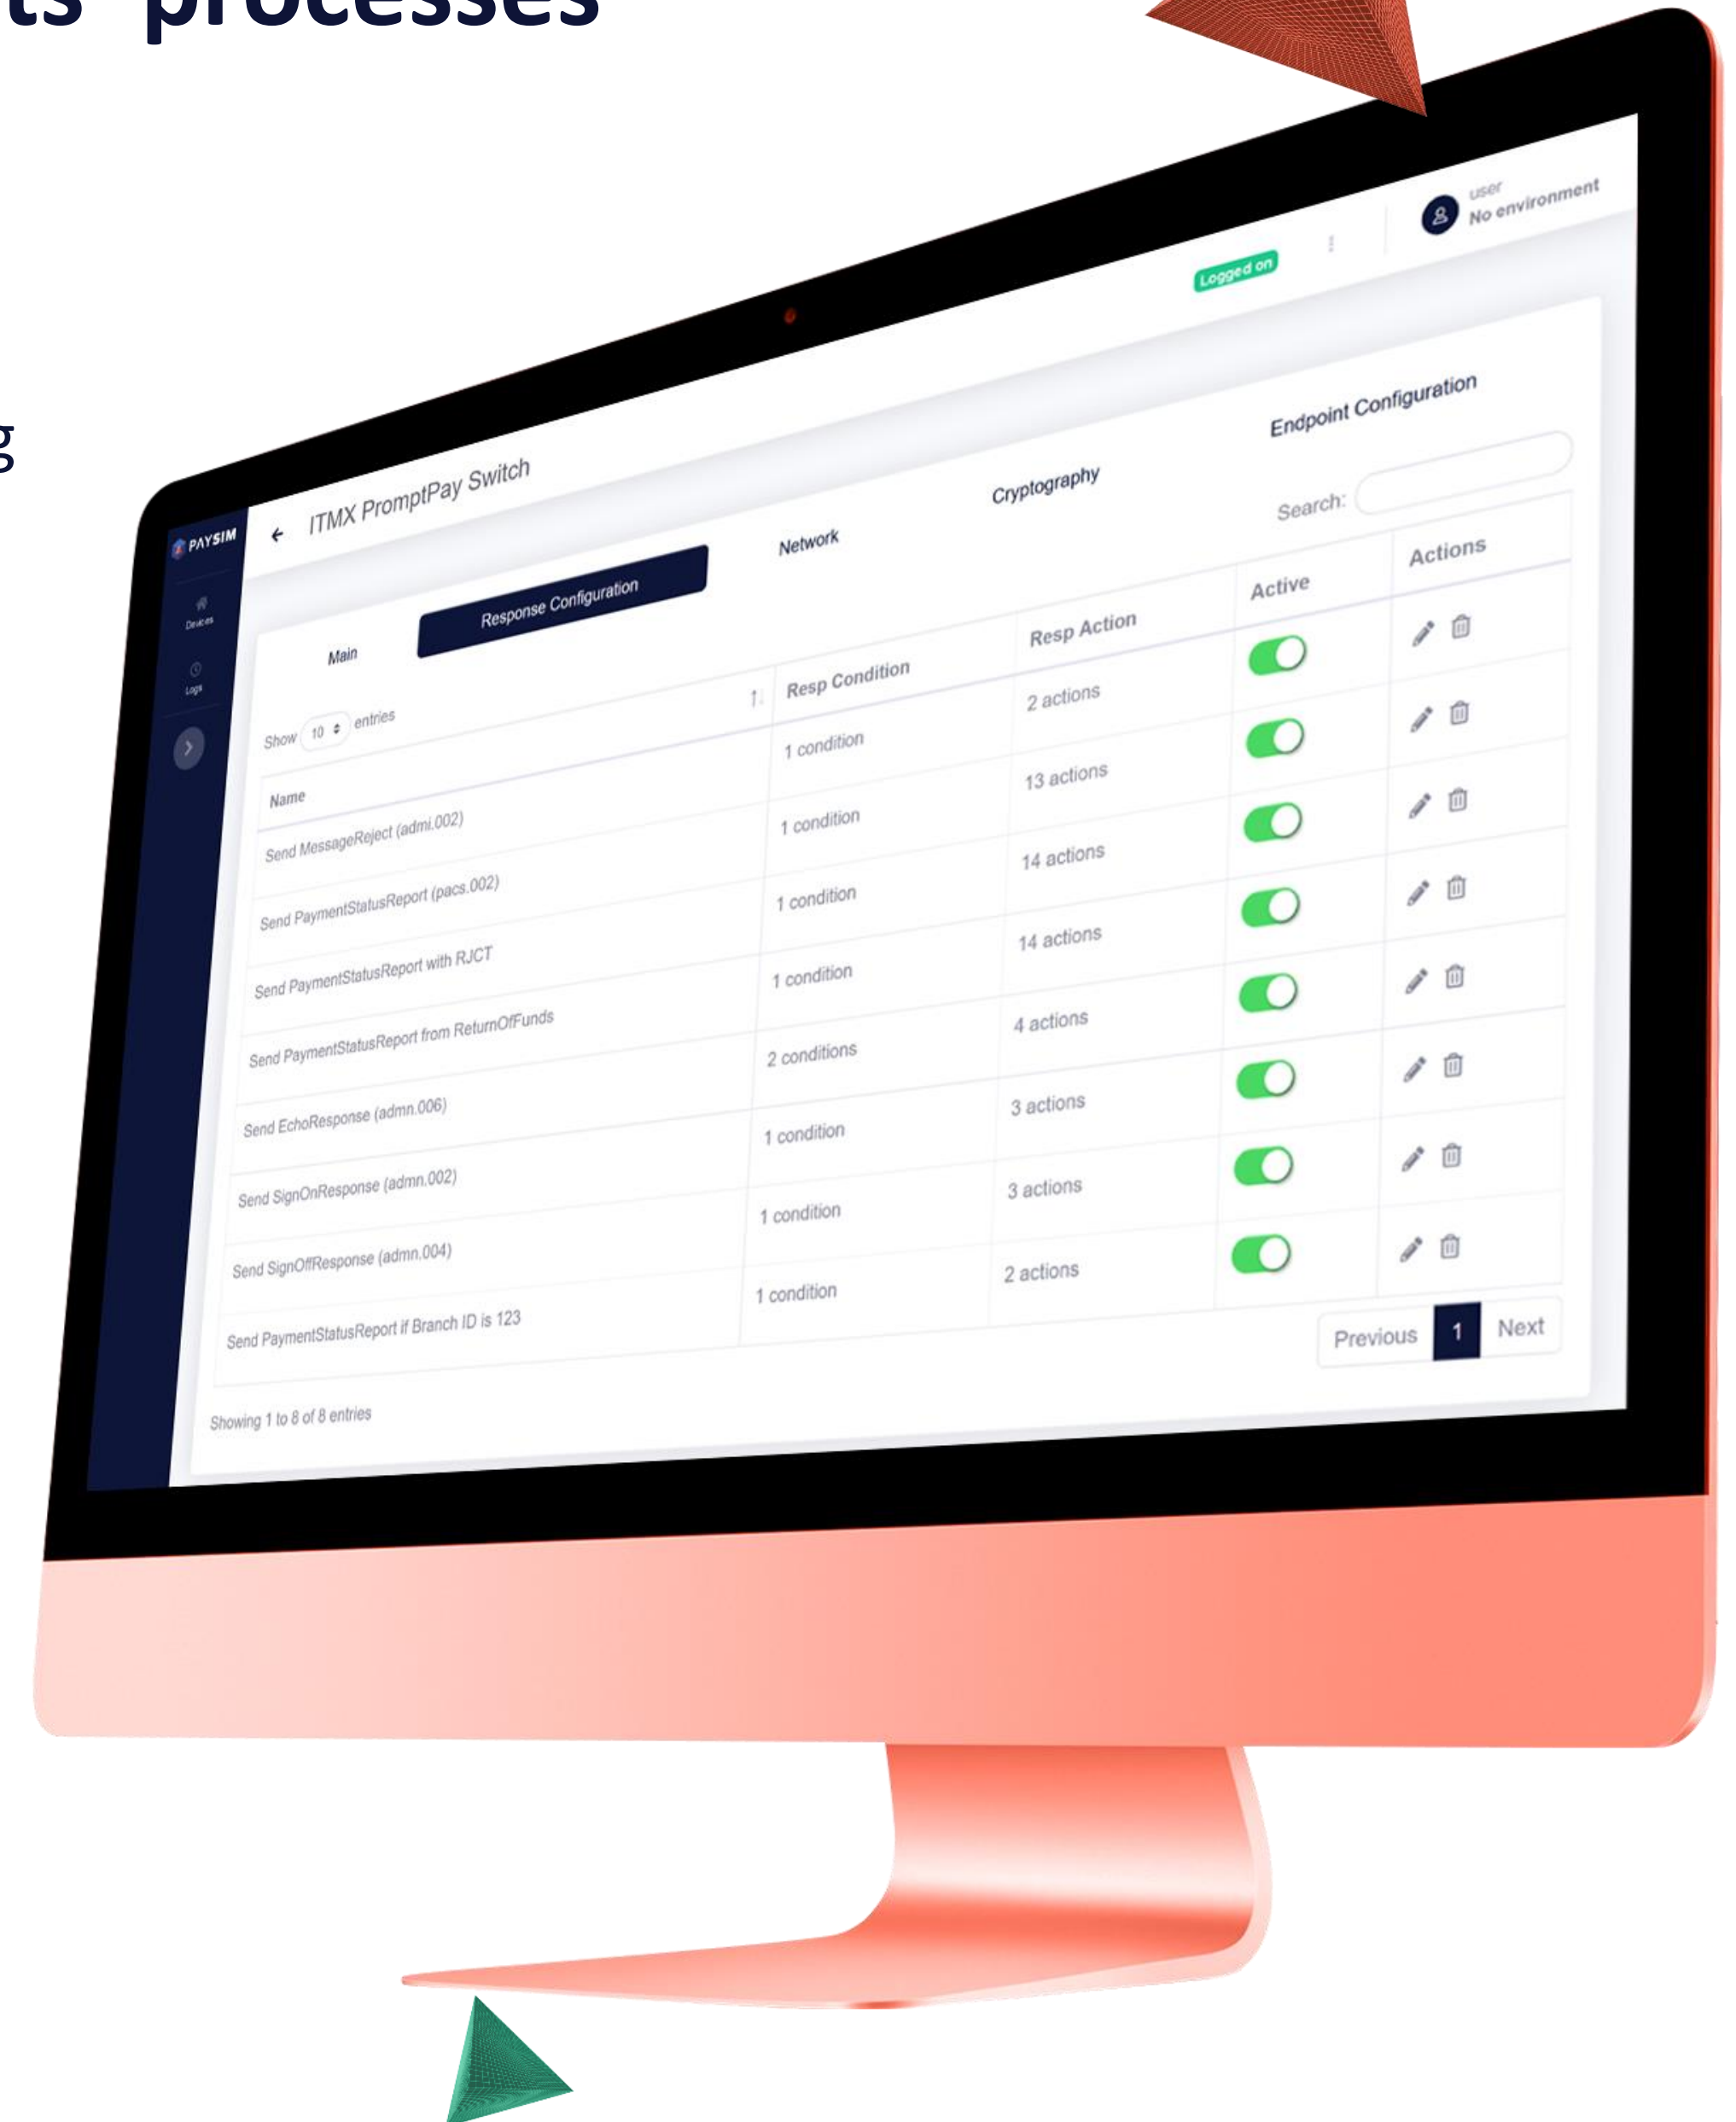 ts' processes
g
user
No environment
Logged on
PAYSIM
ITMX PromptPay Switch
Devices
Logs
Main
Response Configuration
Network
Cryptography
Endpoint Configuration
Show 10 entries
Search:
Name Resp Condition Resp Action Active Actions
Send MessageReject (admi.002) 1 condition 2 actions
Send PaymentStatusReport (pacs.002) 1 condition 13 actions
Send PaymentStatusReport with RJCT 1 condition 14 actions
Send PaymentStatusReport from ReturnOfFunds 1 condition 14 actions
Send EchoResponse (admn.006) 2 conditions 4 actions
Send SignOnResponse (admn.002) 1 condition 3 actions
Send SignOffResponse (admn.004) 1 condition 3 actions
Send PaymentStatusReport if Branch ID is 123 1 condition 2 actions
Showing 1 to 8 of 8 entries
Previous 1 Next